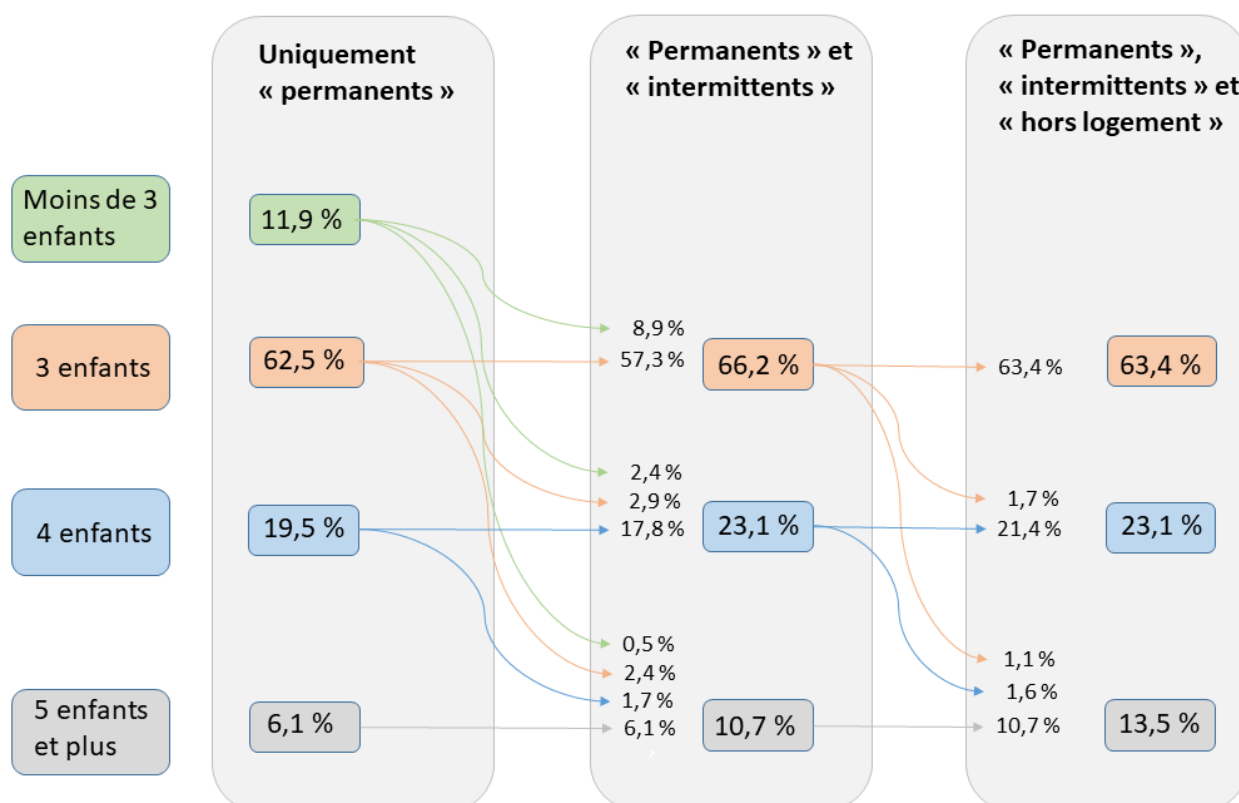 Uniquement
« permanents »
« Permanents » et
« intermittents »
« Permanents »,
« intermittents » et
« hors logement »
Moins de 3
enfants
11,9 %
8,9 %
3 enfants
62,5 %
57,3 %
66,2 %
63,4 %
63,4 %
2,4 %
2,9 %
1,7 %
4 enfants
19,5 %
17,8 %
23,1 %
21,4 %
23,1 %
0,5 %
2,4 %
1,7 %
1,1 %
1,6 %
5 enfants
et plus
6,1 %
6,1 %
10,7 %
10,7 %
13,5 %